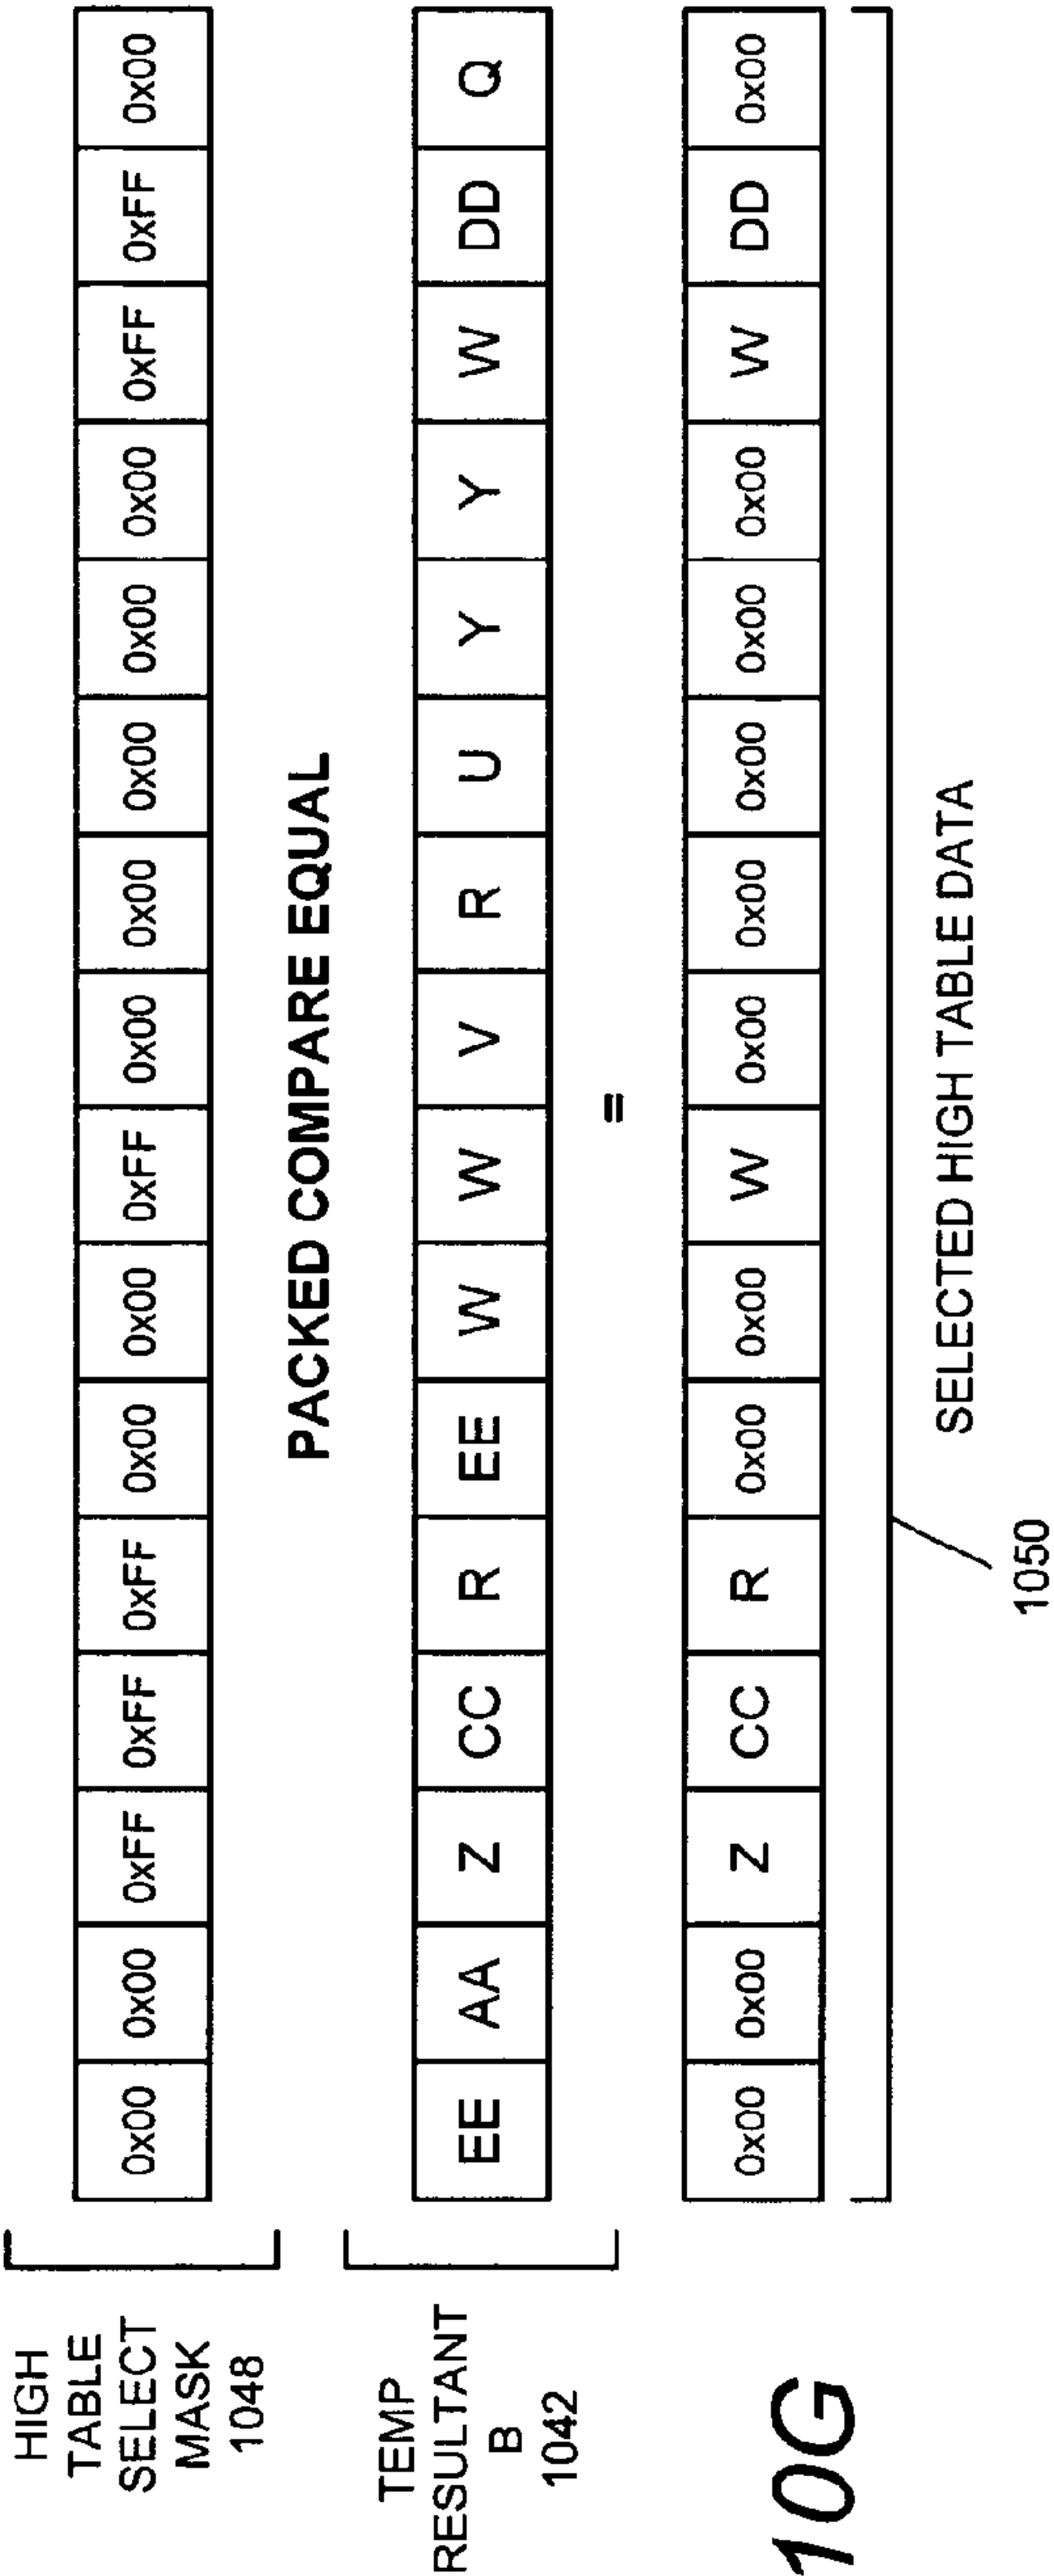 HIGH
TABLE
SELECT
MASK
1048
0x00 0x00 0xFF 0xFF 0xFF 0x00 0x00 0xFF 0x00 0x00 0x00 0x00 0x00 0xFF 0xFF 0x00
PACKED COMPARE EQUAL
TEMP
RESULTANT
B
1042
EE AA Z CC R EE W W V R U Y Y W DD Q
=
0x00 0x00 Z CC R 0x00 0x00 W 0x00 0x00 0x00 0x00 0x00 W DD 0x00
SELECTED HIGH TABLE DATA
1050
10G